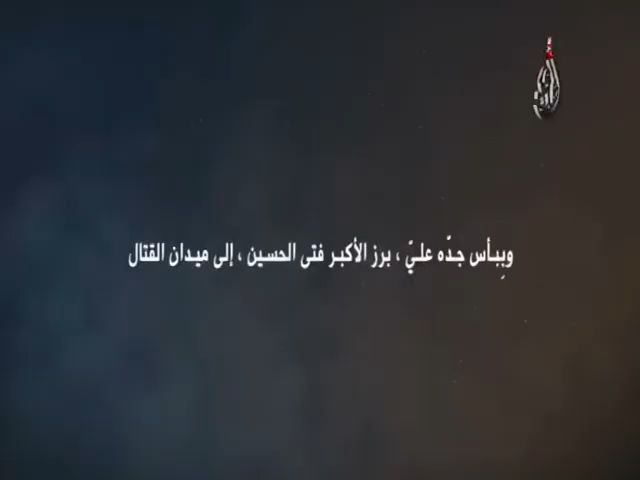 وبِبأس جدّه عليّ ، برز الأكبر فتى الحسين ، إلى ميدان القتال